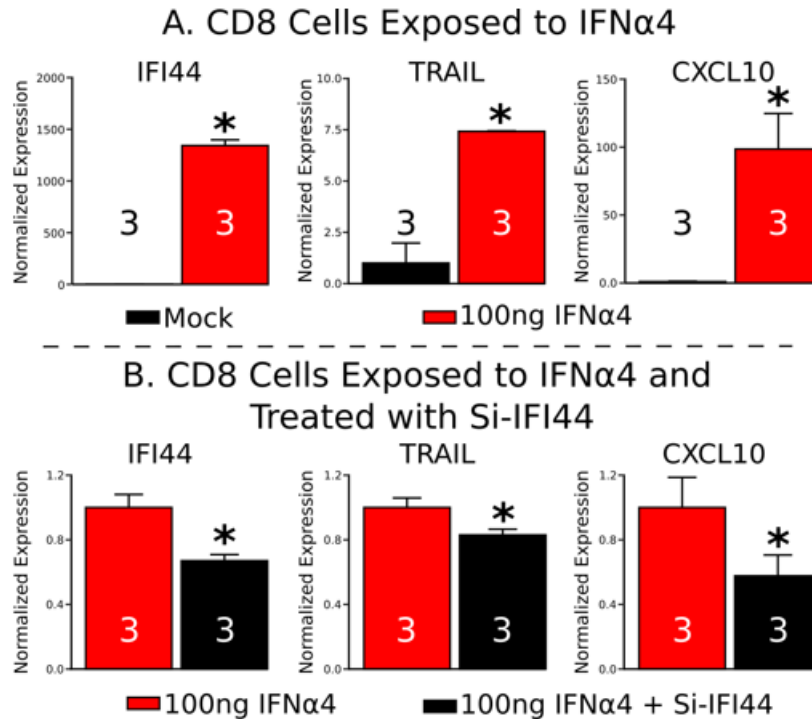 A. CD8 Cells Exposed to IFNα4
IFI44 TRAIL CXCL10
Normalized Expression
2000
1500
1000
500
0
3 * 3
Normalized Expression
10.0
7.5
5.0
2.5
0.0
3 * 3
Normalized Expression
150
100
50
0.0
3 * 3
Mock 100ng IFNα4
B. CD8 Cells Exposed to IFNα4 and
Treated with Si-IFI44
IFI44 TRAIL CXCL10
Normalized Expression
1.2
0.8
0.4
0.0
3 * 3
Normalized Expression
1.2
0.8
0.4
0.0
3 * 3
Normalized Expression
1.2
0.8
0.4
0.0
3 * 3
100ng IFNα4 100ng IFNα4 + Si-IFI44